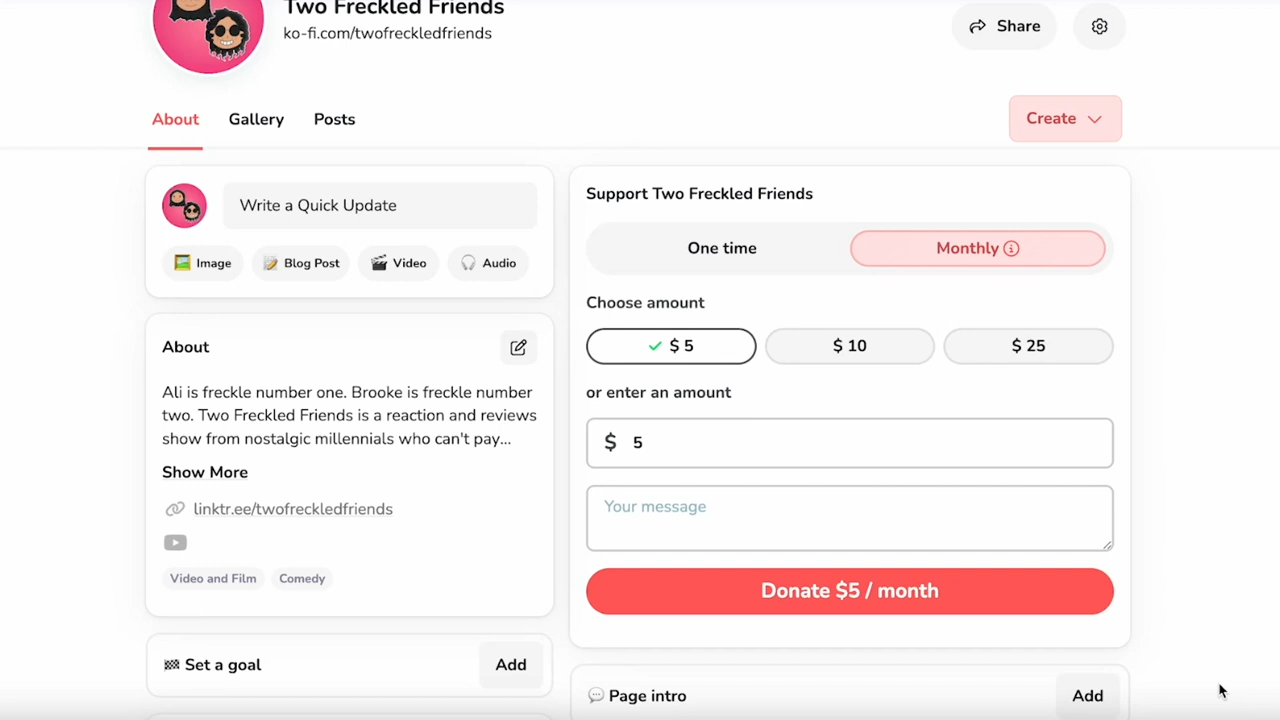 Two Freckled Friends
ko-fi.com/twofreckledfriends
Share
About Gallery Posts
Create
Write a Quick Update
Image Blog Post Video Audio
About
Ali is freckle number one. Brooke is freckle number
two. Two Freckled Friends is a reaction and reviews
show from nostalgic millennials who can't pay...
Show More
linktr.ee/twofreckledfriends
Video and Film Comedy
Set a goal Add
Support Two Freckled Friends
One time Monthly
Choose amount
$ 5 $ 10 $ 25
or enter an amount
$ 5
Your message
Donate $5 / month
Page intro Add